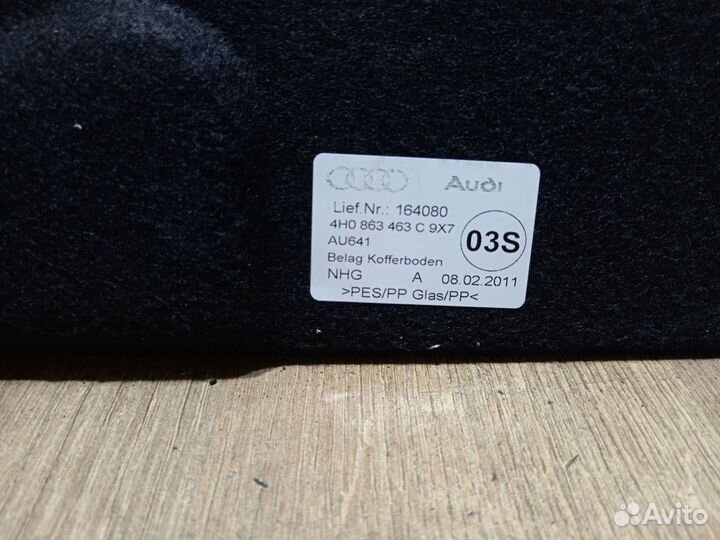 Audi
Lief.Nr.: 164080
4H0 863 463 C 9X7
AU641
03S
Belag Kofferboden
NHG A 08.02.2011
>PES/PP Glas/PP<
Avito